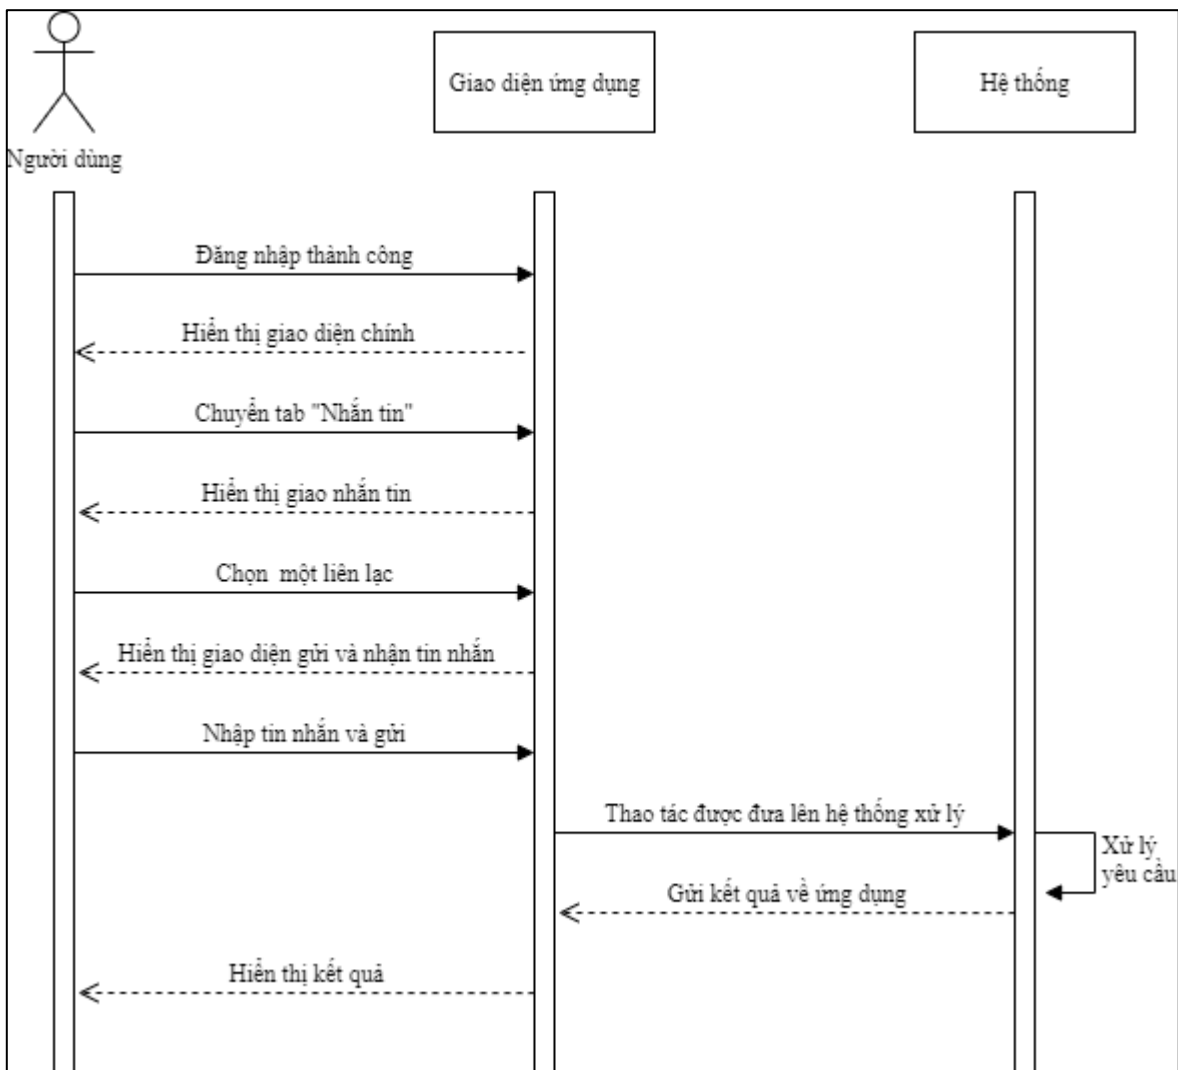 Người dùng
Giao diện ứng dụng
Hệ thống
Đăng nhập thành công
Hiển thị giao diện chính
Chuyển tab "Nhắn tin"
Hiển thị giao nhắn tin
Chọn một liên lạc
Hiển thị giao diện gửi và nhận tin nhắn
Nhập tin nhắn và gửi
Thao tác được đưa lên hệ thống xử lý
Xử lý
yêu cầu
Gửi kết quả về ứng dụng
Hiển thị kết quả